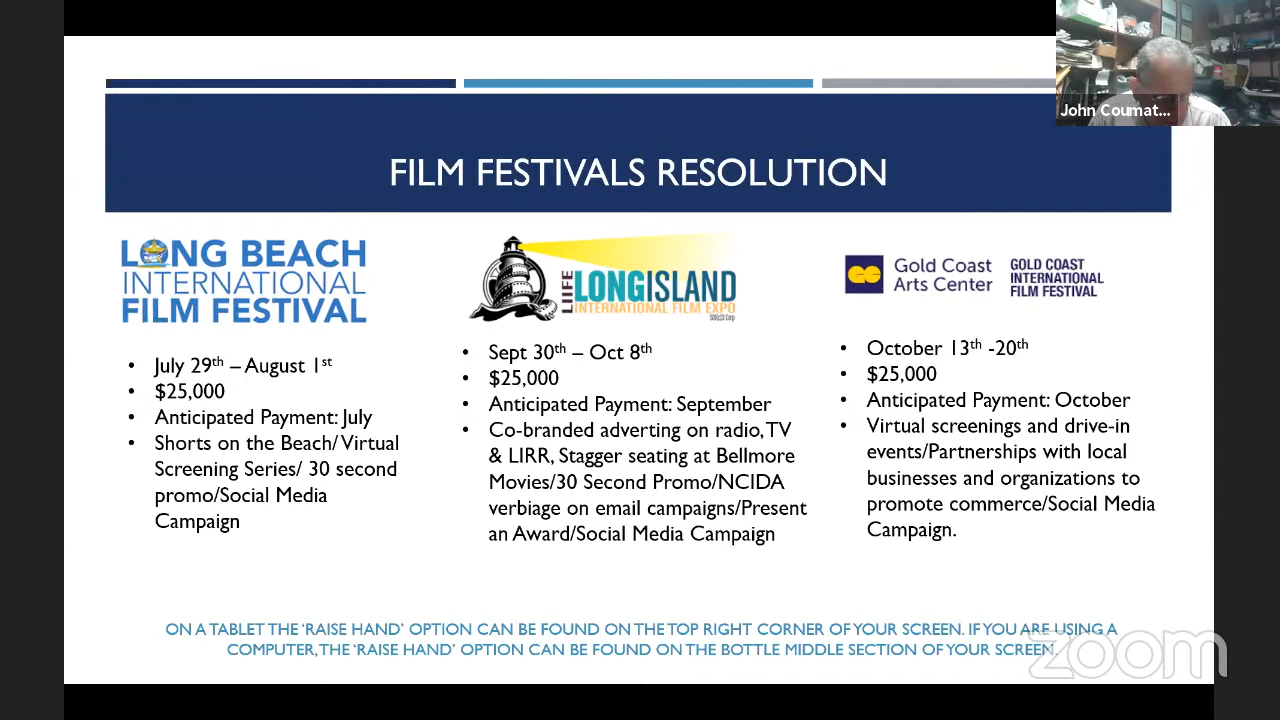 John Coumat...
FILM FESTIVALS RESOLUTION
LONG BEACH
INTERNATIONAL
FILM FESTIVAL
July 29th – August 1st
$25,000
Anticipated Payment: July
Shorts on the Beach/ Virtual
Screening Series/ 30 second
promo/Social Media
Campaign
LIIFE
LONGISLAND
INTERNATIONAL FILM EXPO
501(c)3 Corp
Sept 30th – Oct 8th
$25,000
Anticipated Payment: September
Co-branded adverting on radio, TV
& LIRR, Stagger seating at Bellmore
Movies/30 Second Promo/NCIDA
verbiage on email campaigns/Present
an Award/Social Media Campaign
Gold Coast
Arts Center
GOLD COAST
INTERNATIONAL
FILM FESTIVAL
October 13th -20th
$25,000
Anticipated Payment: October
Virtual screenings and drive-in
events/Partnerships with local
businesses and organizations to
promote commerce/Social Media
Campaign.
ON A TABLET THE ‘RAISE HAND’ OPTION CAN BE FOUND ON THE TOP RIGHT CORNER OF YOUR SCREEN. IF YOU ARE USING A
COMPUTER, THE ‘RAISE HAND’ OPTION CAN BE FOUND ON THE BOTTLE MIDDLE SECTION OF YOUR SCREEN.
zoom